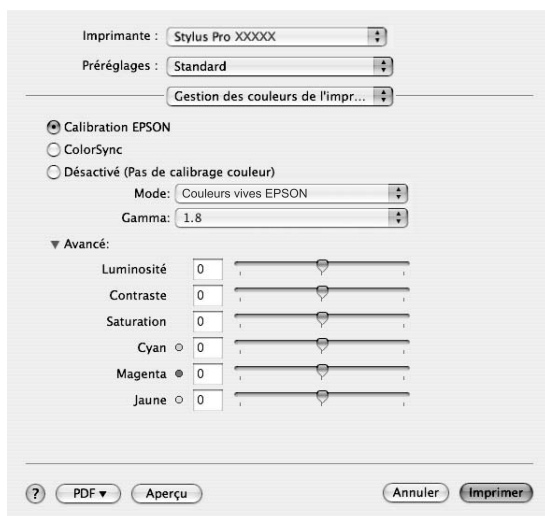 Imprimante : Stylus Pro XXXXX
Préréglages : Standard
Gestion des couleurs de l'impr...
Calibration EPSON
ColorSync
Désactivé (Pas de calibrage couleur)
Mode: Couleurs vives EPSON
Gamma: 1.8
Avancé:
Luminosité 0
Contraste 0
Saturation 0
Cyan 0
Magenta 0
Jaune 0
? PDF Aperçu Annuler Imprimer